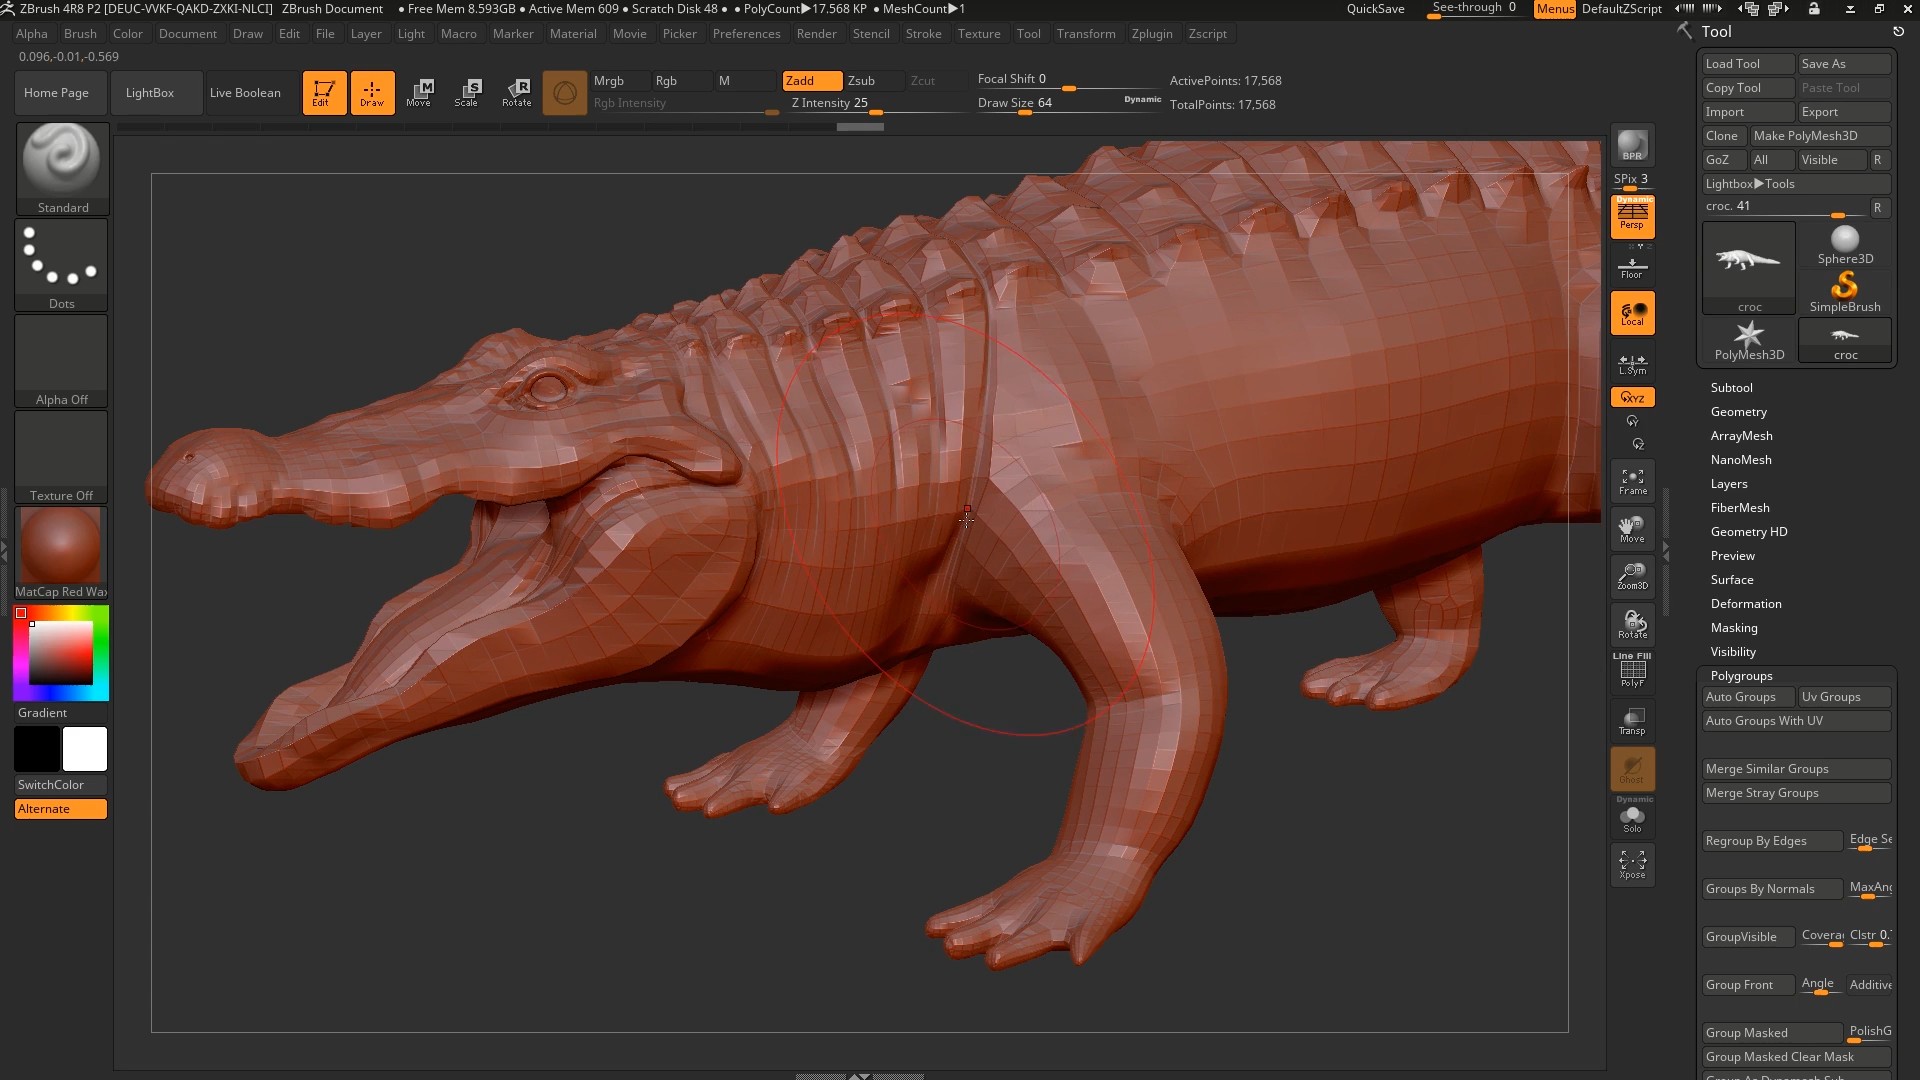 ZBrush 4R8 P2 [DEUC-VVKF-QAKD-ZXKI-NLCI] ZBrush Document • Free Mem 8.593GB • Active Mem 609 • Scratch Disk 48 • • PolyCount▶17.568 KP • MeshCount▶1 QuickSave See-through 0 Menus DefaultZScript
Alpha Brush Color Document Draw Edit File Layer Light Macro Marker Material Movie Picker Preferences Render Stencil Stroke Texture Tool Transform Zplugin Zscript
0.096,-0.01,-0.569
Home Page LightBox Live Boolean Edit Draw Move Scale Rotate
Mrgb Rgb M Zadd Zsub Zcut
Rgb Intensity Z Intensity 25
Focal Shift 0
Draw Size 64 Dynamic
ActivePoints: 17,568
TotalPoints: 17,568
Standard
Dots
Alpha Off
Texture Off
MatCap Red Wax
Gradient
SwitchColor
Alternate
BPR
SPix 3
Dynamic
Persp
Floor
Local
L.Sym
XYZ
Frame
Move
Zoom3D
Rotate
Line Fill
PolyF
Transp
Ghost
Dynamic
Solo
Xpose
Tool
Load Tool Save As
Copy Tool Paste Tool
Import Export
Clone Make PolyMesh3D
GoZ All Visible R
Lightbox▶Tools
croc. 41 R
croc
Sphere3D
SimpleBrush
PolyMesh3D croc
Subtool
Geometry
ArrayMesh
NanoMesh
Layers
FiberMesh
Geometry HD
Preview
Surface
Deformation
Masking
Visibility
Polygroups
Auto Groups Uv Groups
Auto Groups With UV
Merge Similar Groups
Merge Stray Groups
Regroup By Edges Edge Se
Groups By Normals MaxAng
GroupVisible Covera Clstr 0.
Group Front Angle Additive
Group Masked PolishG
Group Masked Clear Mask